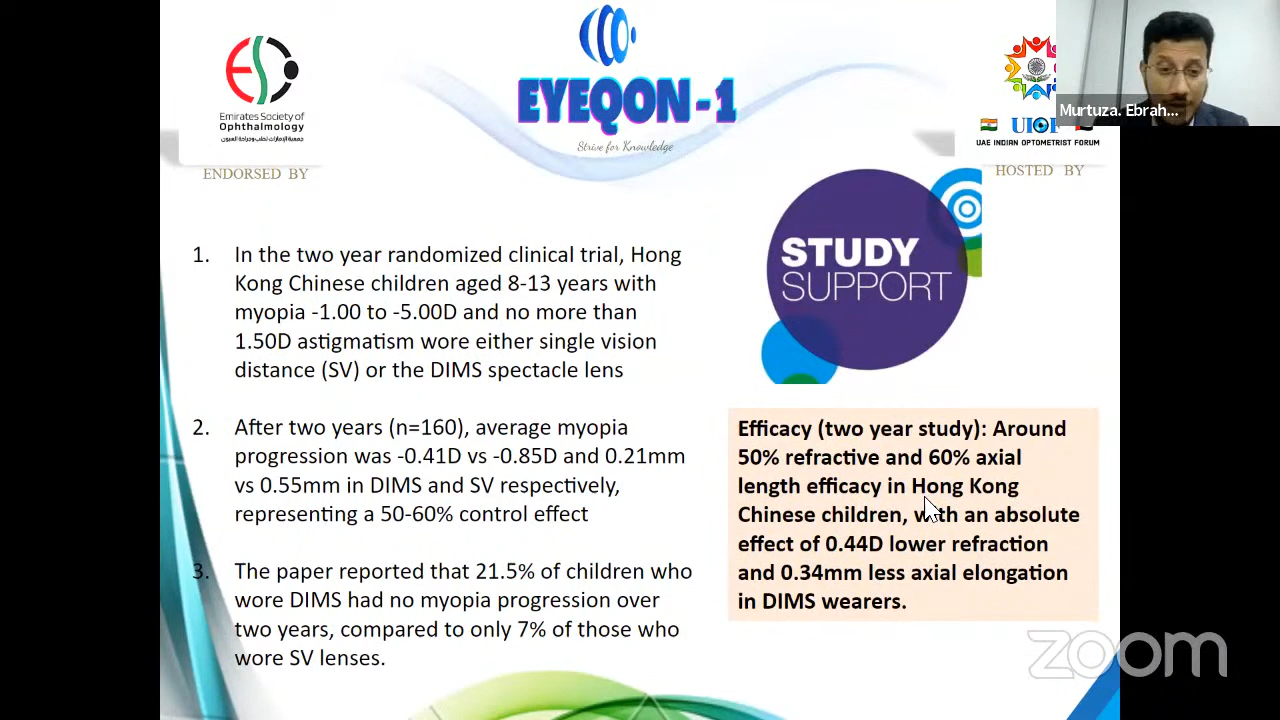 Emirates Society of
Ophthalmology
جمعية الإمارات لطب وجراحة العيون
ENDORSED BY
EYEQON-1
Strive for Knowledge
Murtuza. Ebrah...
UIOF
UAE INDIAN OPTOMETRIST FORUM
HOSTED BY
STUDY
SUPPORT
1. In the two year randomized clinical trial, Hong
Kong Chinese children aged 8-13 years with
myopia -1.00 to -5.00D and no more than
1.50D astigmatism wore either single vision
distance (SV) or the DIMS spectacle lens
2. After two years (n=160), average myopia
progression was -0.41D vs -0.85D and 0.21mm
vs 0.55mm in DIMS and SV respectively,
representing a 50-60% control effect
3. The paper reported that 21.5% of children who
wore DIMS had no myopia progression over
two years, compared to only 7% of those who
wore SV lenses.
Efficacy (two year study): Around
50% refractive and 60% axial
length efficacy in Hong Kong
Chinese children, with an absolute
effect of 0.44D lower refraction
and 0.34mm less axial elongation
in DIMS wearers.
zoom